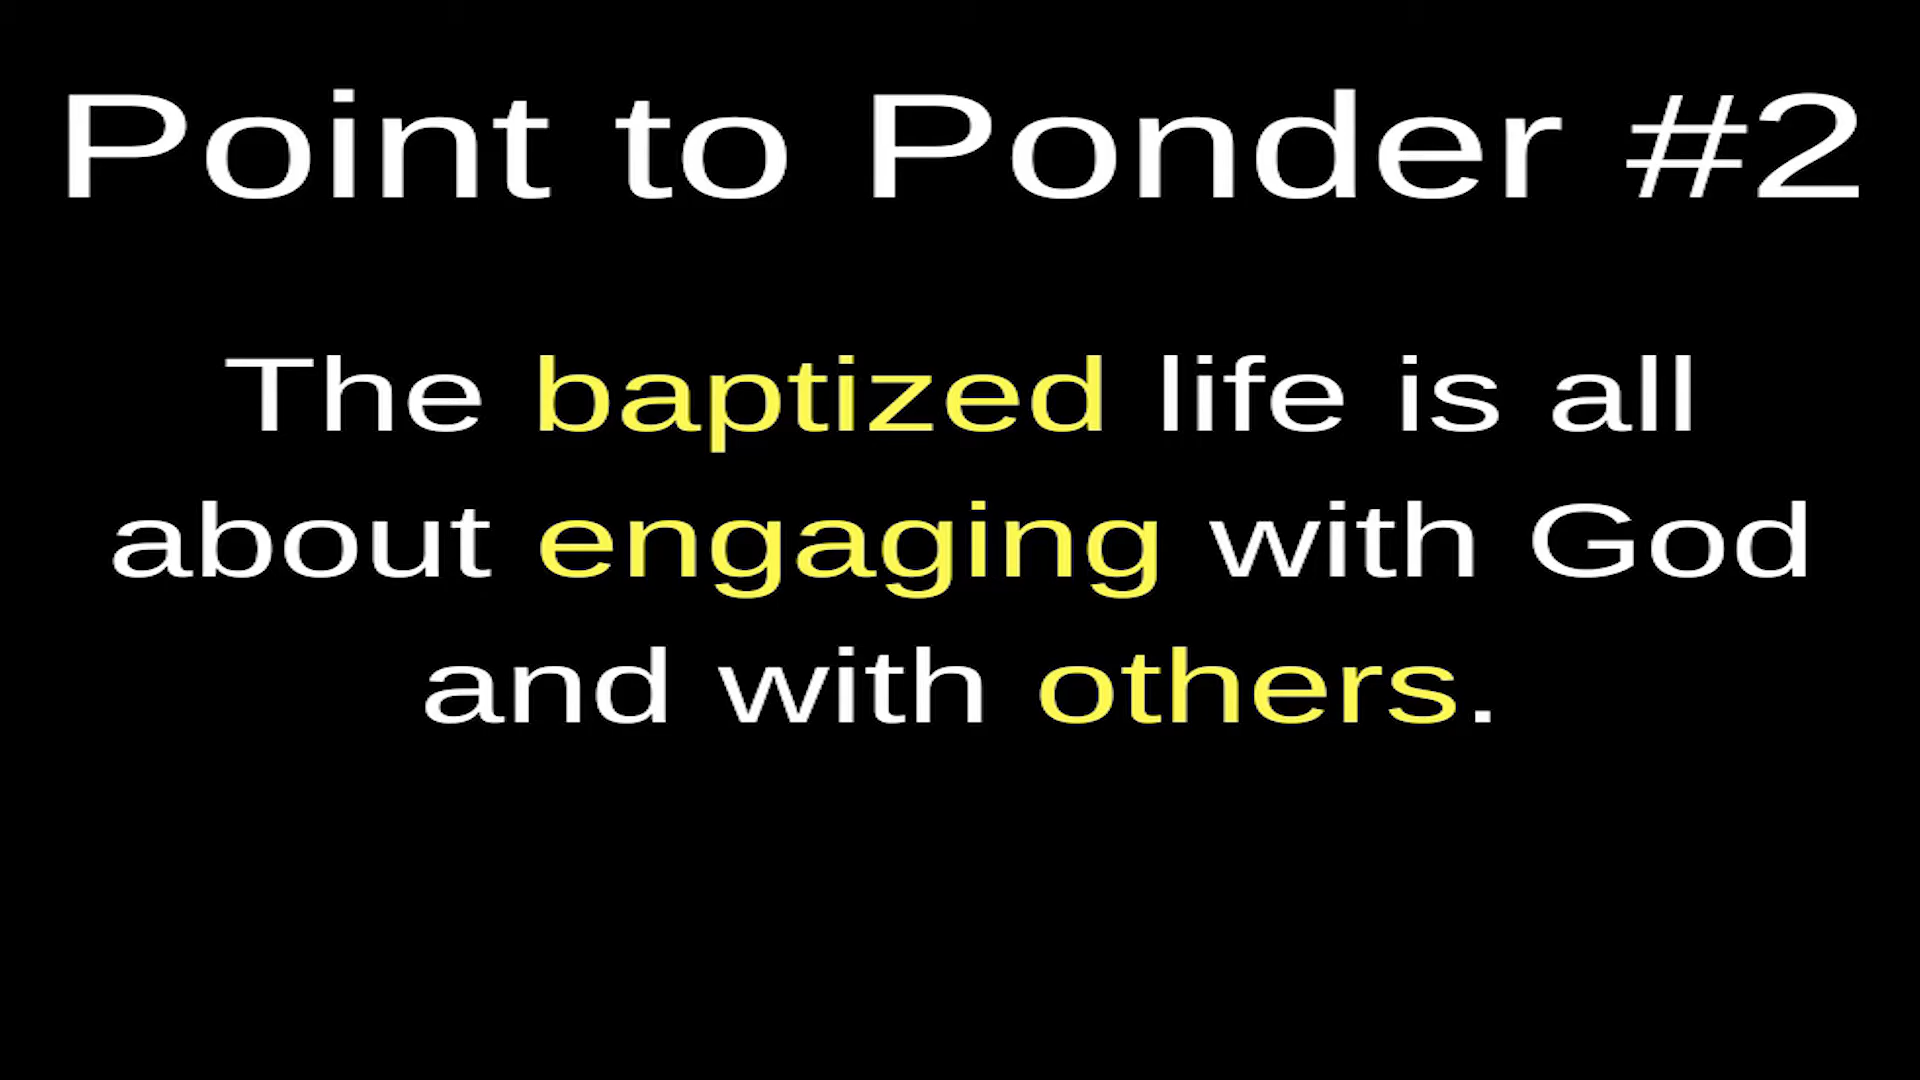 Point to Ponder #2
The baptized life is all
about engaging with God
and with others.